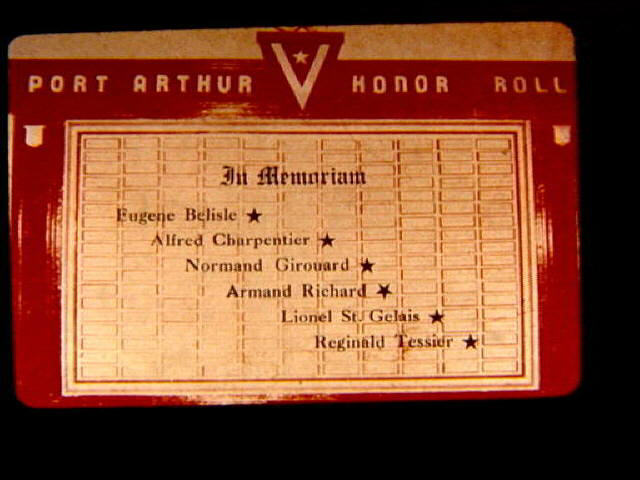 PORT ARTHUR V HONOR ROLL
In Memoriam
Eugene Belisle ★
Alfred Charpentier ★
Normand Girouard ★
Armand Richard ★
Lionel St. Gelais ★
Reginald Tessier ★